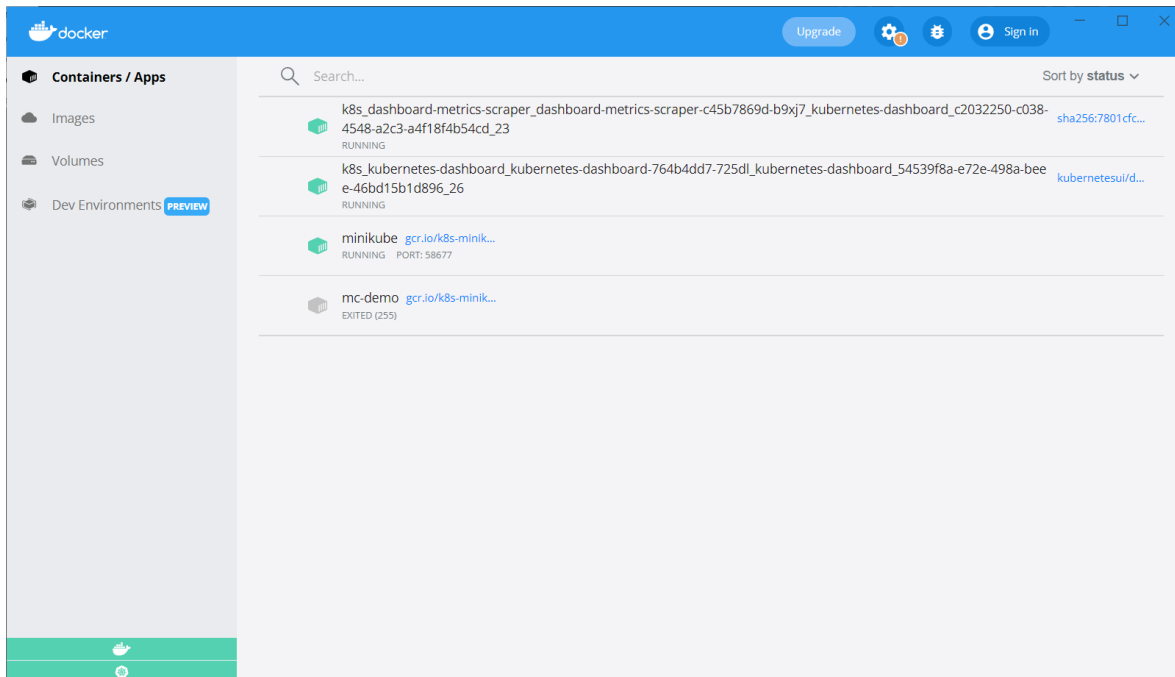 docker
Upgrade
!
Sign in
Containers / Apps
Images
Volumes
Dev Environments PREVIEW
Search...
Sort by status
k8s_dashboard-metrics-scraper_dashboard-metrics-scraper-c45b7869d-b9xj7_kubernetes-dashboard_c2032250-c038-
4548-a2c3-a4f18f4b54cd_23
sha256:7801cfc...
RUNNING
k8s_kubernetes-dashboard_kubernetes-dashboard-764b4dd7-725dl_kubernetes-dashboard_54539f8a-e72e-498a-bee
e-46bd15b1d896_26
kubernetesui/d...
RUNNING
minikube gcr.io/k8s-minik...
RUNNING PORT: 58677
mc-demo gcr.io/k8s-minik...
EXITED (255)